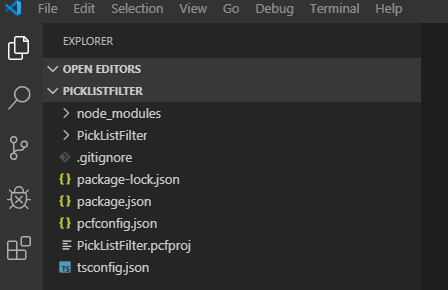 File Edit Selection View Go Debug Terminal Help
EXPLORER
OPEN EDITORS
PICKLISTFILTER
node_modules
PickListFilter
.gitignore
package-lock.json
package.json
pcfconfig.json
PickListFilter.pcfproj
tsconfig.json